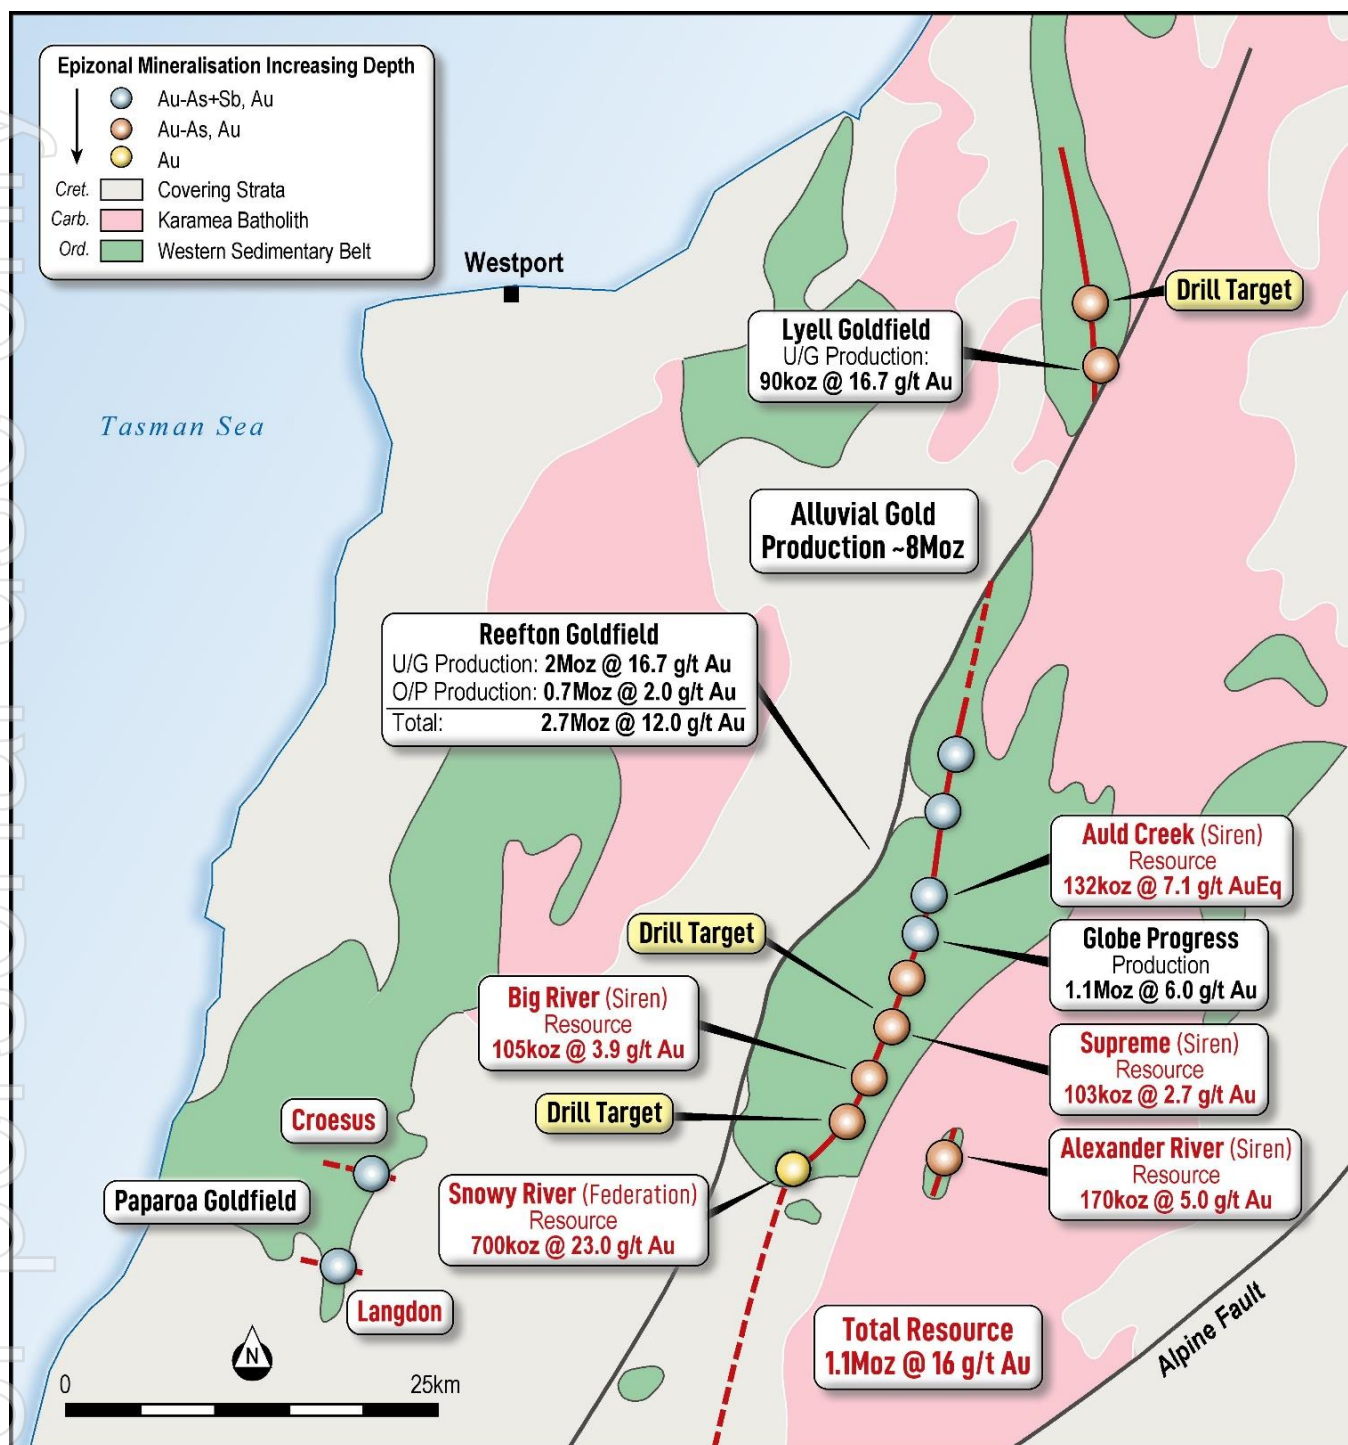 Epizonal Mineralisation Increasing Depth
Au-As+Sb, Au
Au-As, Au
Au
Cret. Covering Strata
Carb. Karamea Batholith
Ord. Western Sedimentary Belt
Westport
Tasman Sea
Drill Target
Lyell Goldfield
U/G Production:
90koz @ 16.7 g/t Au
Alluvial Gold
Production ~8Moz
Reefton Goldfield
U/G Production: 2Moz @ 16.7 g/t Au
O/P Production: 0.7Moz @ 2.0 g/t Au
Total: 2.7Moz @ 12.0 g/t Au
Auld Creek (Siren)
Resource
132koz @ 7.1 g/t AuEq
Drill Target
Globe Progress
Production
1.1Moz @ 6.0 g/t Au
Big River (Siren)
Resource
105koz @ 3.9 g/t Au
Supreme (Siren)
Resource
103koz @ 2.7 g/t Au
Drill Target
Croesus
Alexander River (Siren)
Resource
170koz @ 5.0 g/t Au
Paparoa Goldfield
Snowy River (Federation)
Resource
700koz @ 23.0 g/t Au
Langdon
Total Resource
1.1Moz @ 16 g/t Au
Alpine Fault
N
0 25km